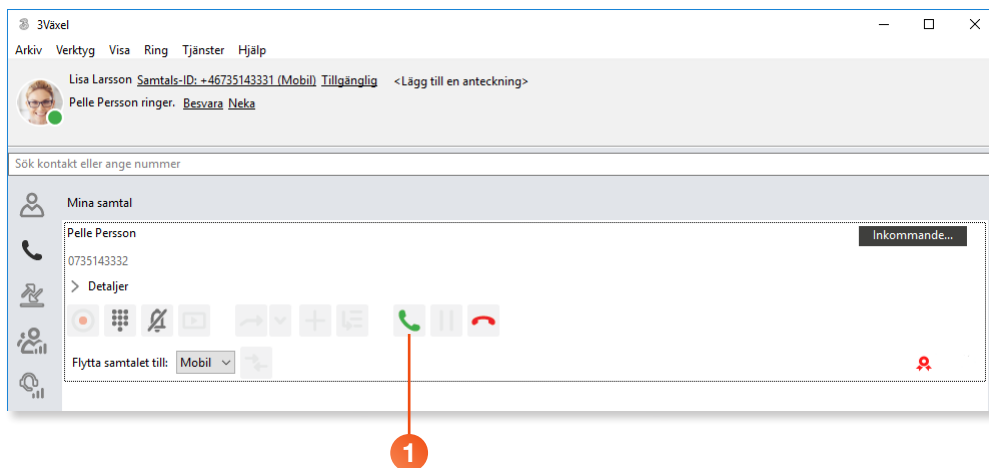 3Växel
Arkiv Verktyg Visa Ring Tjänster Hjälp
Lisa Larsson Samtals-ID: +46735143331 (Mobil) Tillgänglig <Lägg till en anteckning>
Pelle Persson ringer. Besvara Neka
Sök kontakt eller ange nummer
Mina samtal
Pelle Persson
Inkommande...
0735143332
Detaljer
Flytta samtalet till: Mobil
1